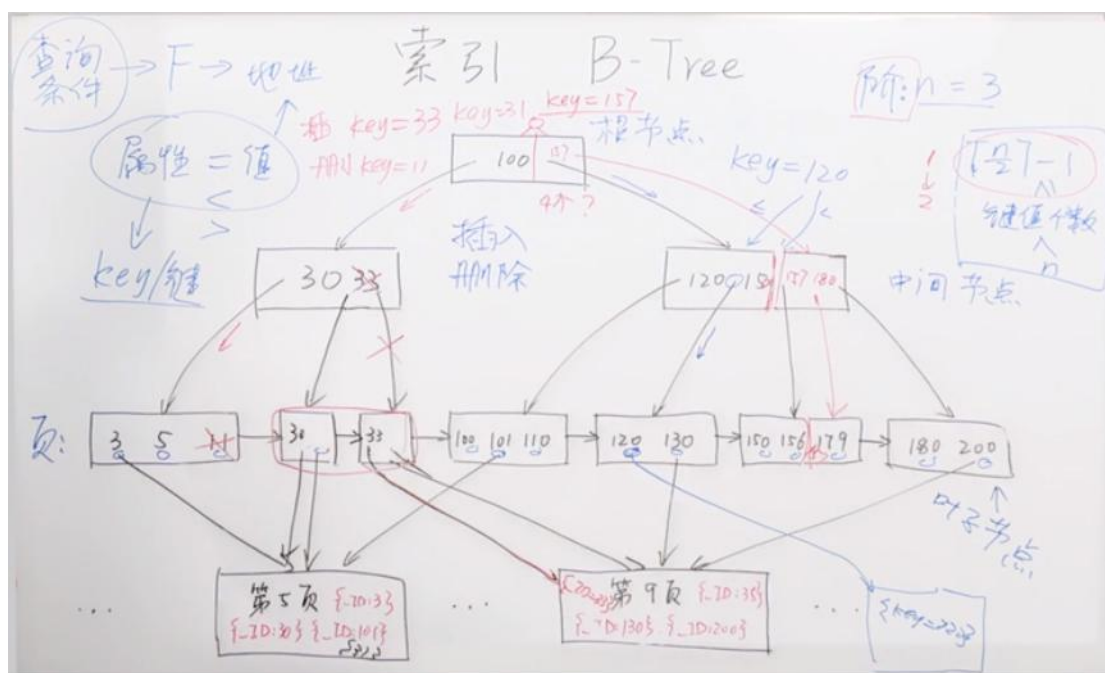 查询条件 → F → 地址
索引 B-Tree
阶: n = 3
插 key=33 key=31 key=157
删 key=11
根节点
属性 = 值
<
>
key/键
100 157
4个?
key=120
≤ <
1
↓
2
⌈n/2⌉-1
键值个数
n
插入
删除
30 33
120 150 157 180
中间节点
页:
3 5 11
30
33
100 101 110
120 130
150 156 179
180 200
叶子节点
...
第5页 {_ID:3}
{_ID:30} {_ID:101}
...
第9页 {_ID:35}
{_ID:130} {_ID:200}
...